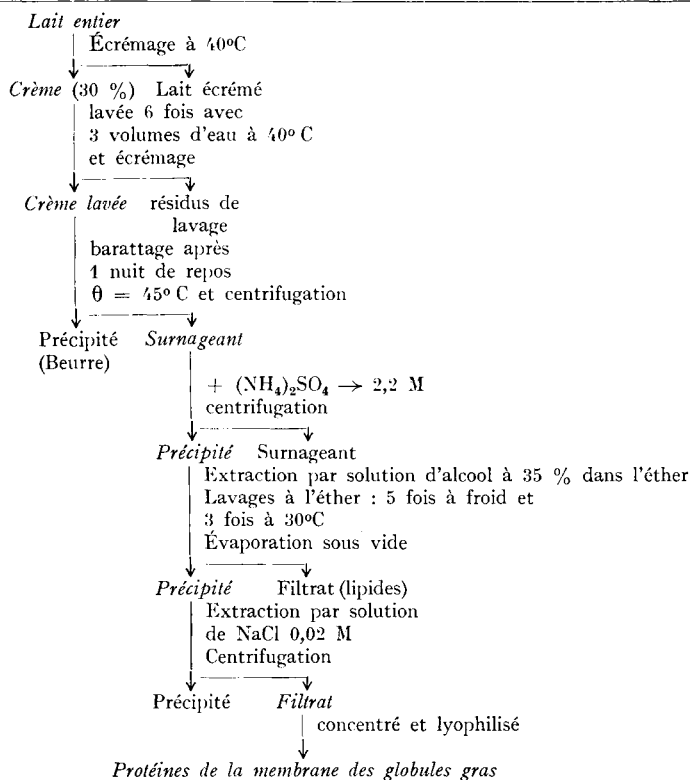 Lait entier
Écrémage à 40ºC
Crème (30 %) Lait écrémé
lavée 6 fois avec
3 volumes d'eau à 40º C
et écrémage
Crème lavée résidus de
lavage
barattage après
1 nuit de repos
θ = 45º C et centrifugation
Précipité Surnageant
(Beurre)
+ (NH₄)₂SO₄ → 2,2 M
centrifugation
Précipité Surnageant
Extraction par solution d'alcool à 35 % dans l'éther
Lavages à l'éther : 5 fois à froid et
3 fois à 30ºC
Évaporation sous vide
Précipité Filtrat (lipides)
Extraction par solution
de NaCl 0,02 M
Centrifugation
Précipité Filtrat
concentré et lyophilisé
Protéines de la membrane des globules gras